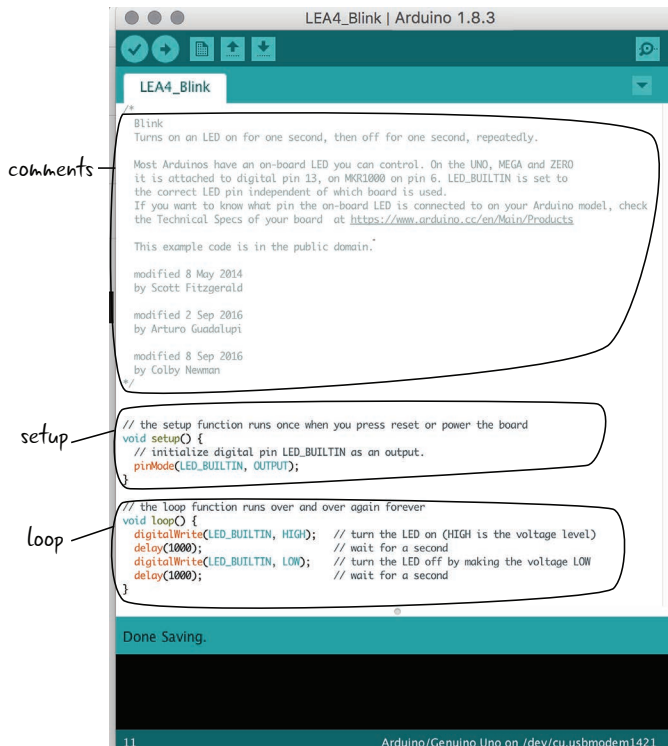 LEA4_Blink | Arduino 1.8.3
LEA4_Blink
/*
Blink
Turns on an LED on for one second, then off for one second, repeatedly.
Most Arduinos have an on-board LED you can control. On the UNO, MEGA and ZERO
it is attached to digital pin 13, on MKR1000 on pin 6. LED_BUILTIN is set to
the correct LED pin independent of which board is used.
If you want to know what pin the on-board LED is connected to on your Arduino model, check
the Technical Specs of your board at https://www.arduino.cc/en/Main/Products
This example code is in the public domain.
modified 8 May 2014
by Scott Fitzgerald
modified 2 Sep 2016
by Arturo Guadalupi
modified 8 Sep 2016
by Colby Newman
*/
comments
// the setup function runs once when you press reset or power the board
void setup() {
// initialize digital pin LED_BUILTIN as an output.
pinMode(LED_BUILTIN, OUTPUT);
}
setup
// the loop function runs over and over again forever
void loop() {
digitalWrite(LED_BUILTIN, HIGH); // turn the LED on (HIGH is the voltage level)
delay(1000); // wait for a second
digitalWrite(LED_BUILTIN, LOW); // turn the LED off by making the voltage LOW
delay(1000); // wait for a second
}
loop
Done Saving.
11 Arduino/Genuino Uno on /dev/cu.usbmodem1421